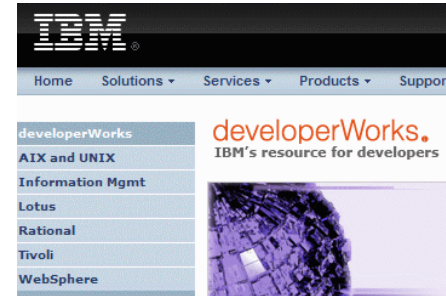 IBM®
Home Solutions Services Products Suppor
developerWorks
AIX and UNIX
Information Mgmt
Lotus
Rational
Tivoli
WebSphere
developerWorks.
IBM's resource for developers